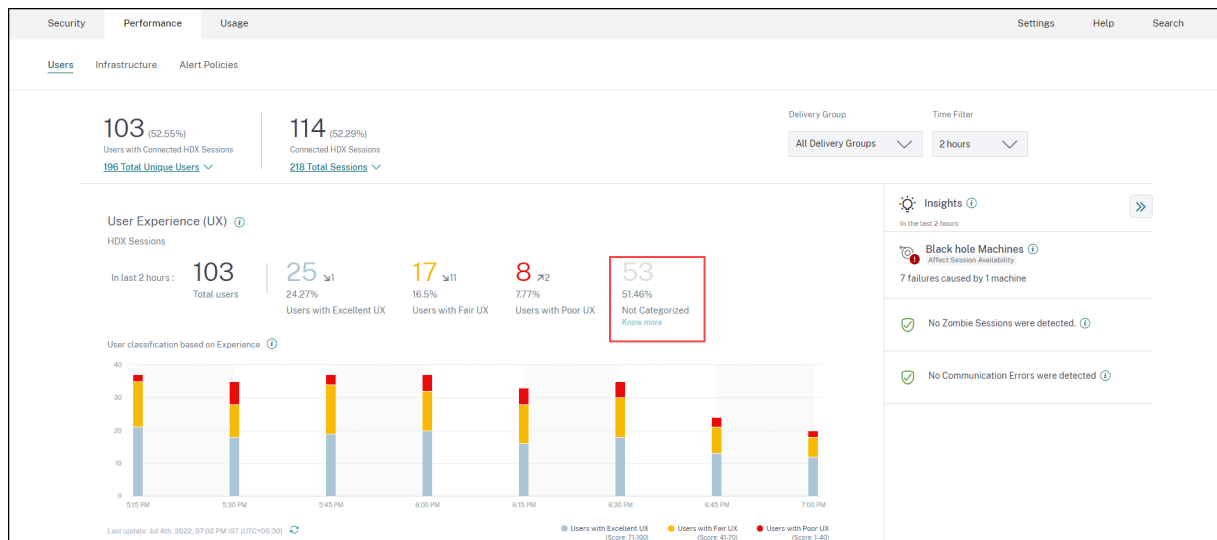 Security Performance Usage Settings Help Search
Users Infrastructure Alert Policies
103 (52.55%)
Users with Connected HDX Sessions
196 Total Unique Users
114 (52.29%)
Connected HDX Sessions
218 Total Sessions
Delivery Group
All Delivery Groups
Time Filter
2 hours
User Experience (UX)
HDX Sessions
In last 2 hours :
103
Total users
25 1
24.27%
Users with Excellent UX
17 11
16.5%
Users with Fair UX
8 2
7.77%
Users with Poor UX
53
51.46%
Not Categorized
Know more
User classification based on Experience
40
30
20
10
0
5:15 PM 5:30 PM 5:45 PM 6:00 PM 6:15 PM 6:30 PM 6:45 PM 7:00 PM
Last update: Jul 4th, 2022, 07:02 PM IST (UTC+05:30)
Users with Excellent UX
(Score: 71-100)
Users with Fair UX
(Score: 41-70)
Users with Poor UX
(Score: 1-40)
Insights
In the last 2 hours
Black hole Machines
Affect Session Availability
7 failures caused by 1 machine
No Zombie Sessions were detected.
No Communication Errors were detected